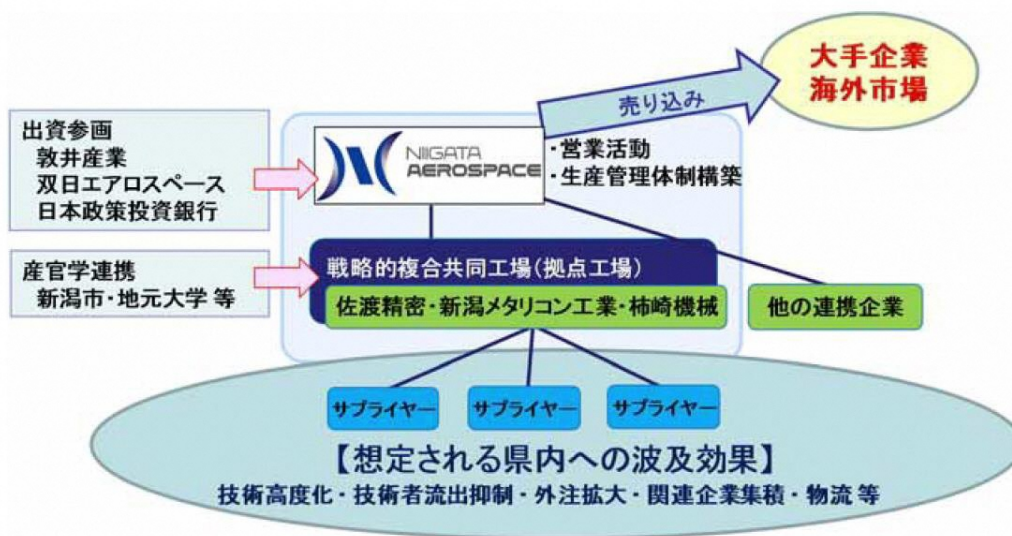 大手企業
海外市場
売り込み
出資参画
敦井産業
双日エアロスペース
日本政策投資銀行
NIIGATA
AEROSPACE
・営業活動
・生産管理体制構築
産官学連携
新潟市・地元大学 等
戦略的複合共同工場(拠点工場)
佐渡精密・新潟メタリコン工業・柿崎機械
他の連携企業
サプライヤー
サプライヤー
サプライヤー
【想定される県内への波及効果】
技術高度化・技術者流出抑制・外注拡大・関連企業集積・物流 等